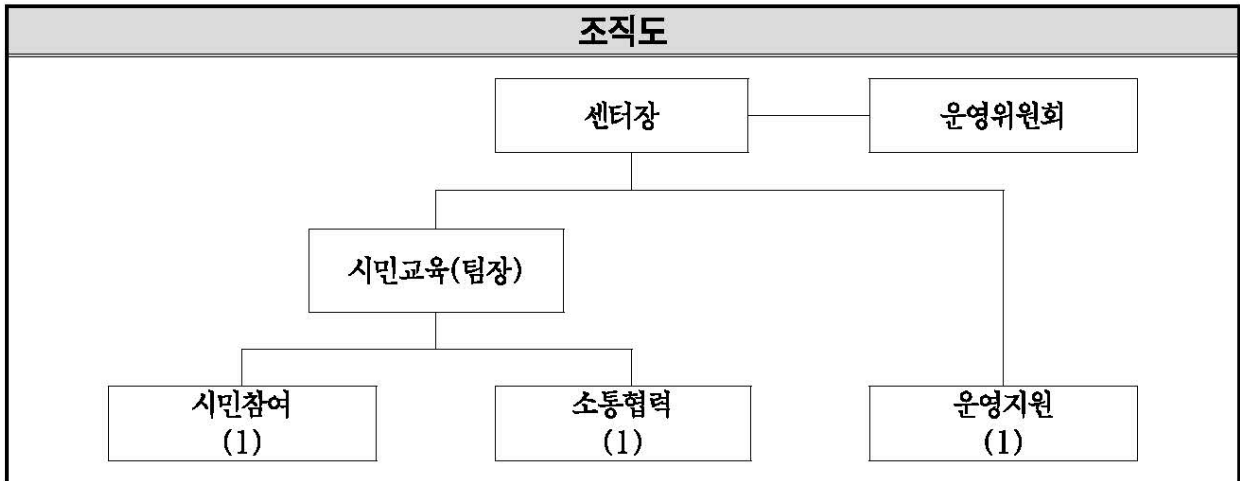 조직도
센터장
운영위원회
시민교육(팀장)
시민참여
(1)
소통협력
(1)
운영지원
(1)